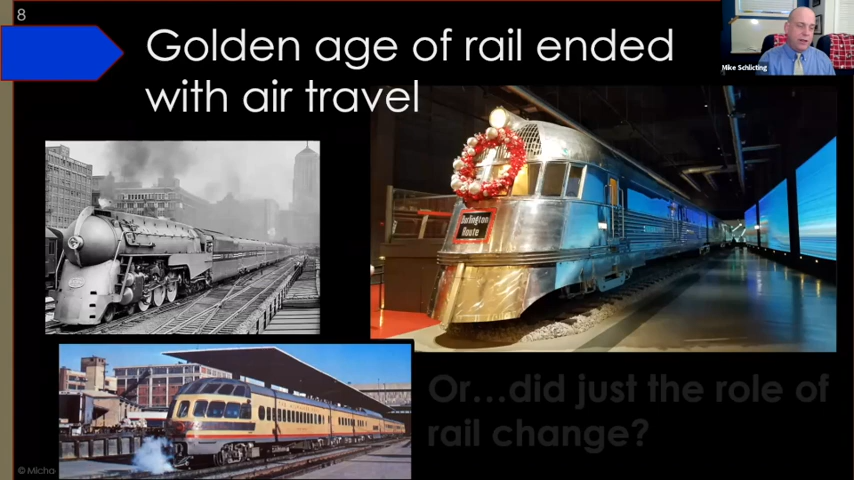 8
Golden age of rail ended
with air travel
Mike Schlicting
Burlington
Route
Or...did just the role of
rail change?
© Micha